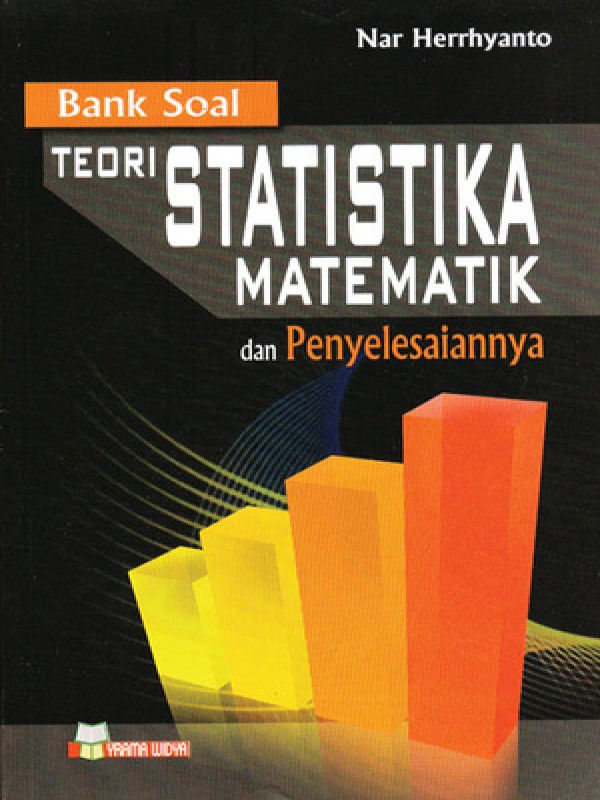 Nar Herrhyanto
Bank Soal
TEORI STATISTIKA
MATEMATIK
dan Penyelesaiannya
YRAMA WIDYA